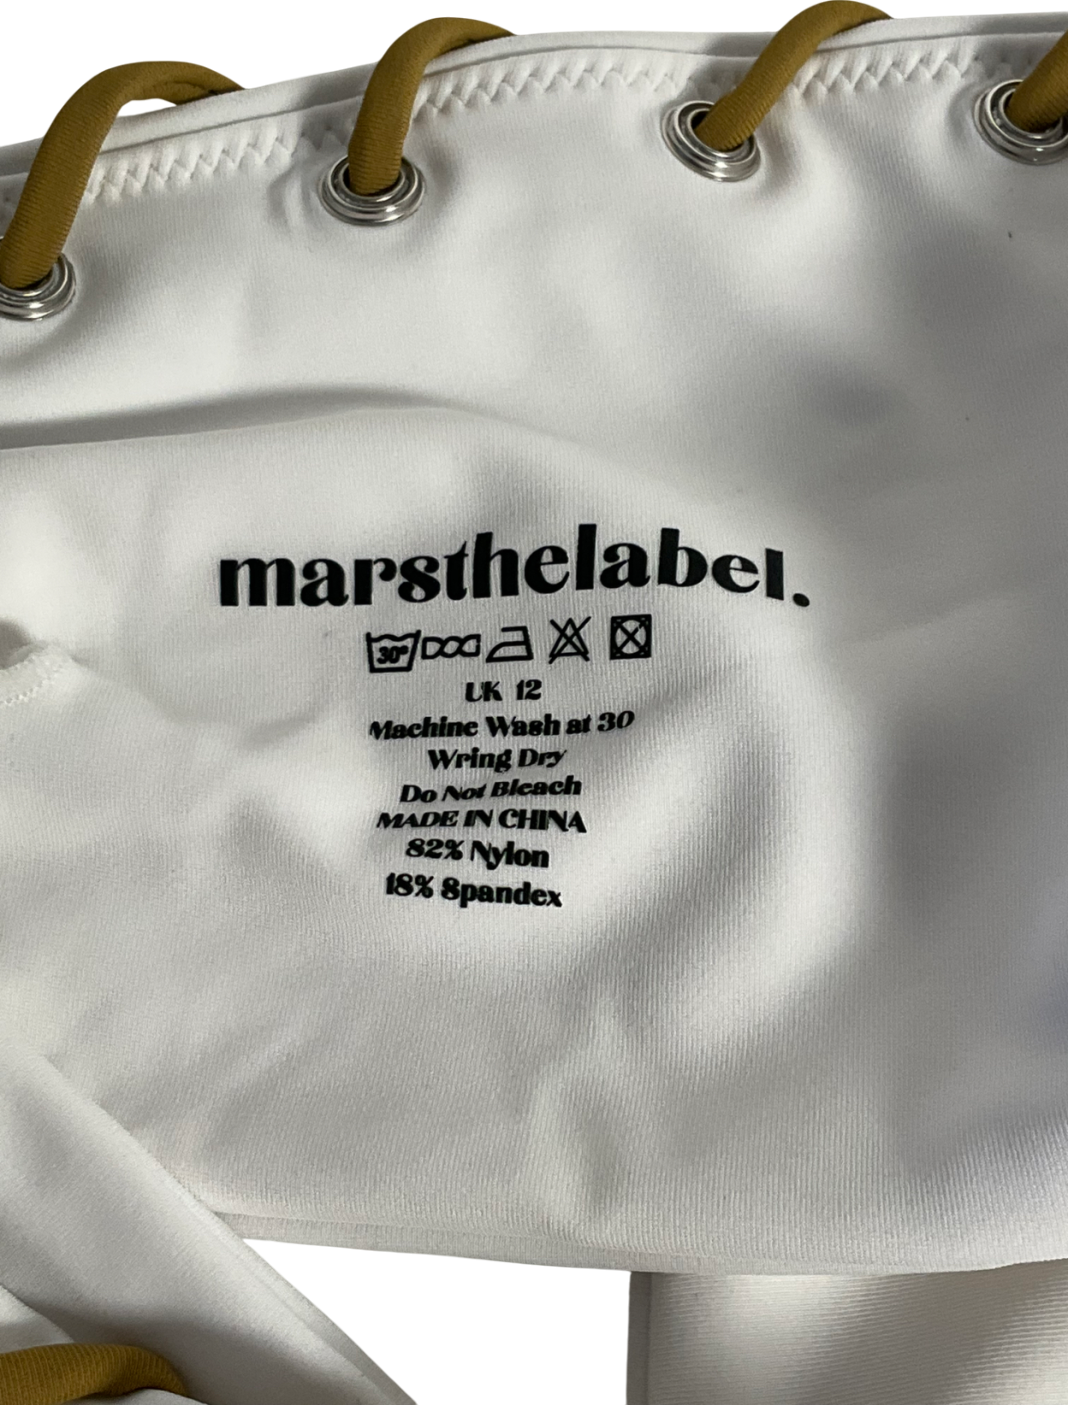 marsthelabel.
30°
UK 12
Machine Wash at 30
Wring Dry
Do Not Bleach
MADE IN CHINA
82% Nylon
18% Spandex